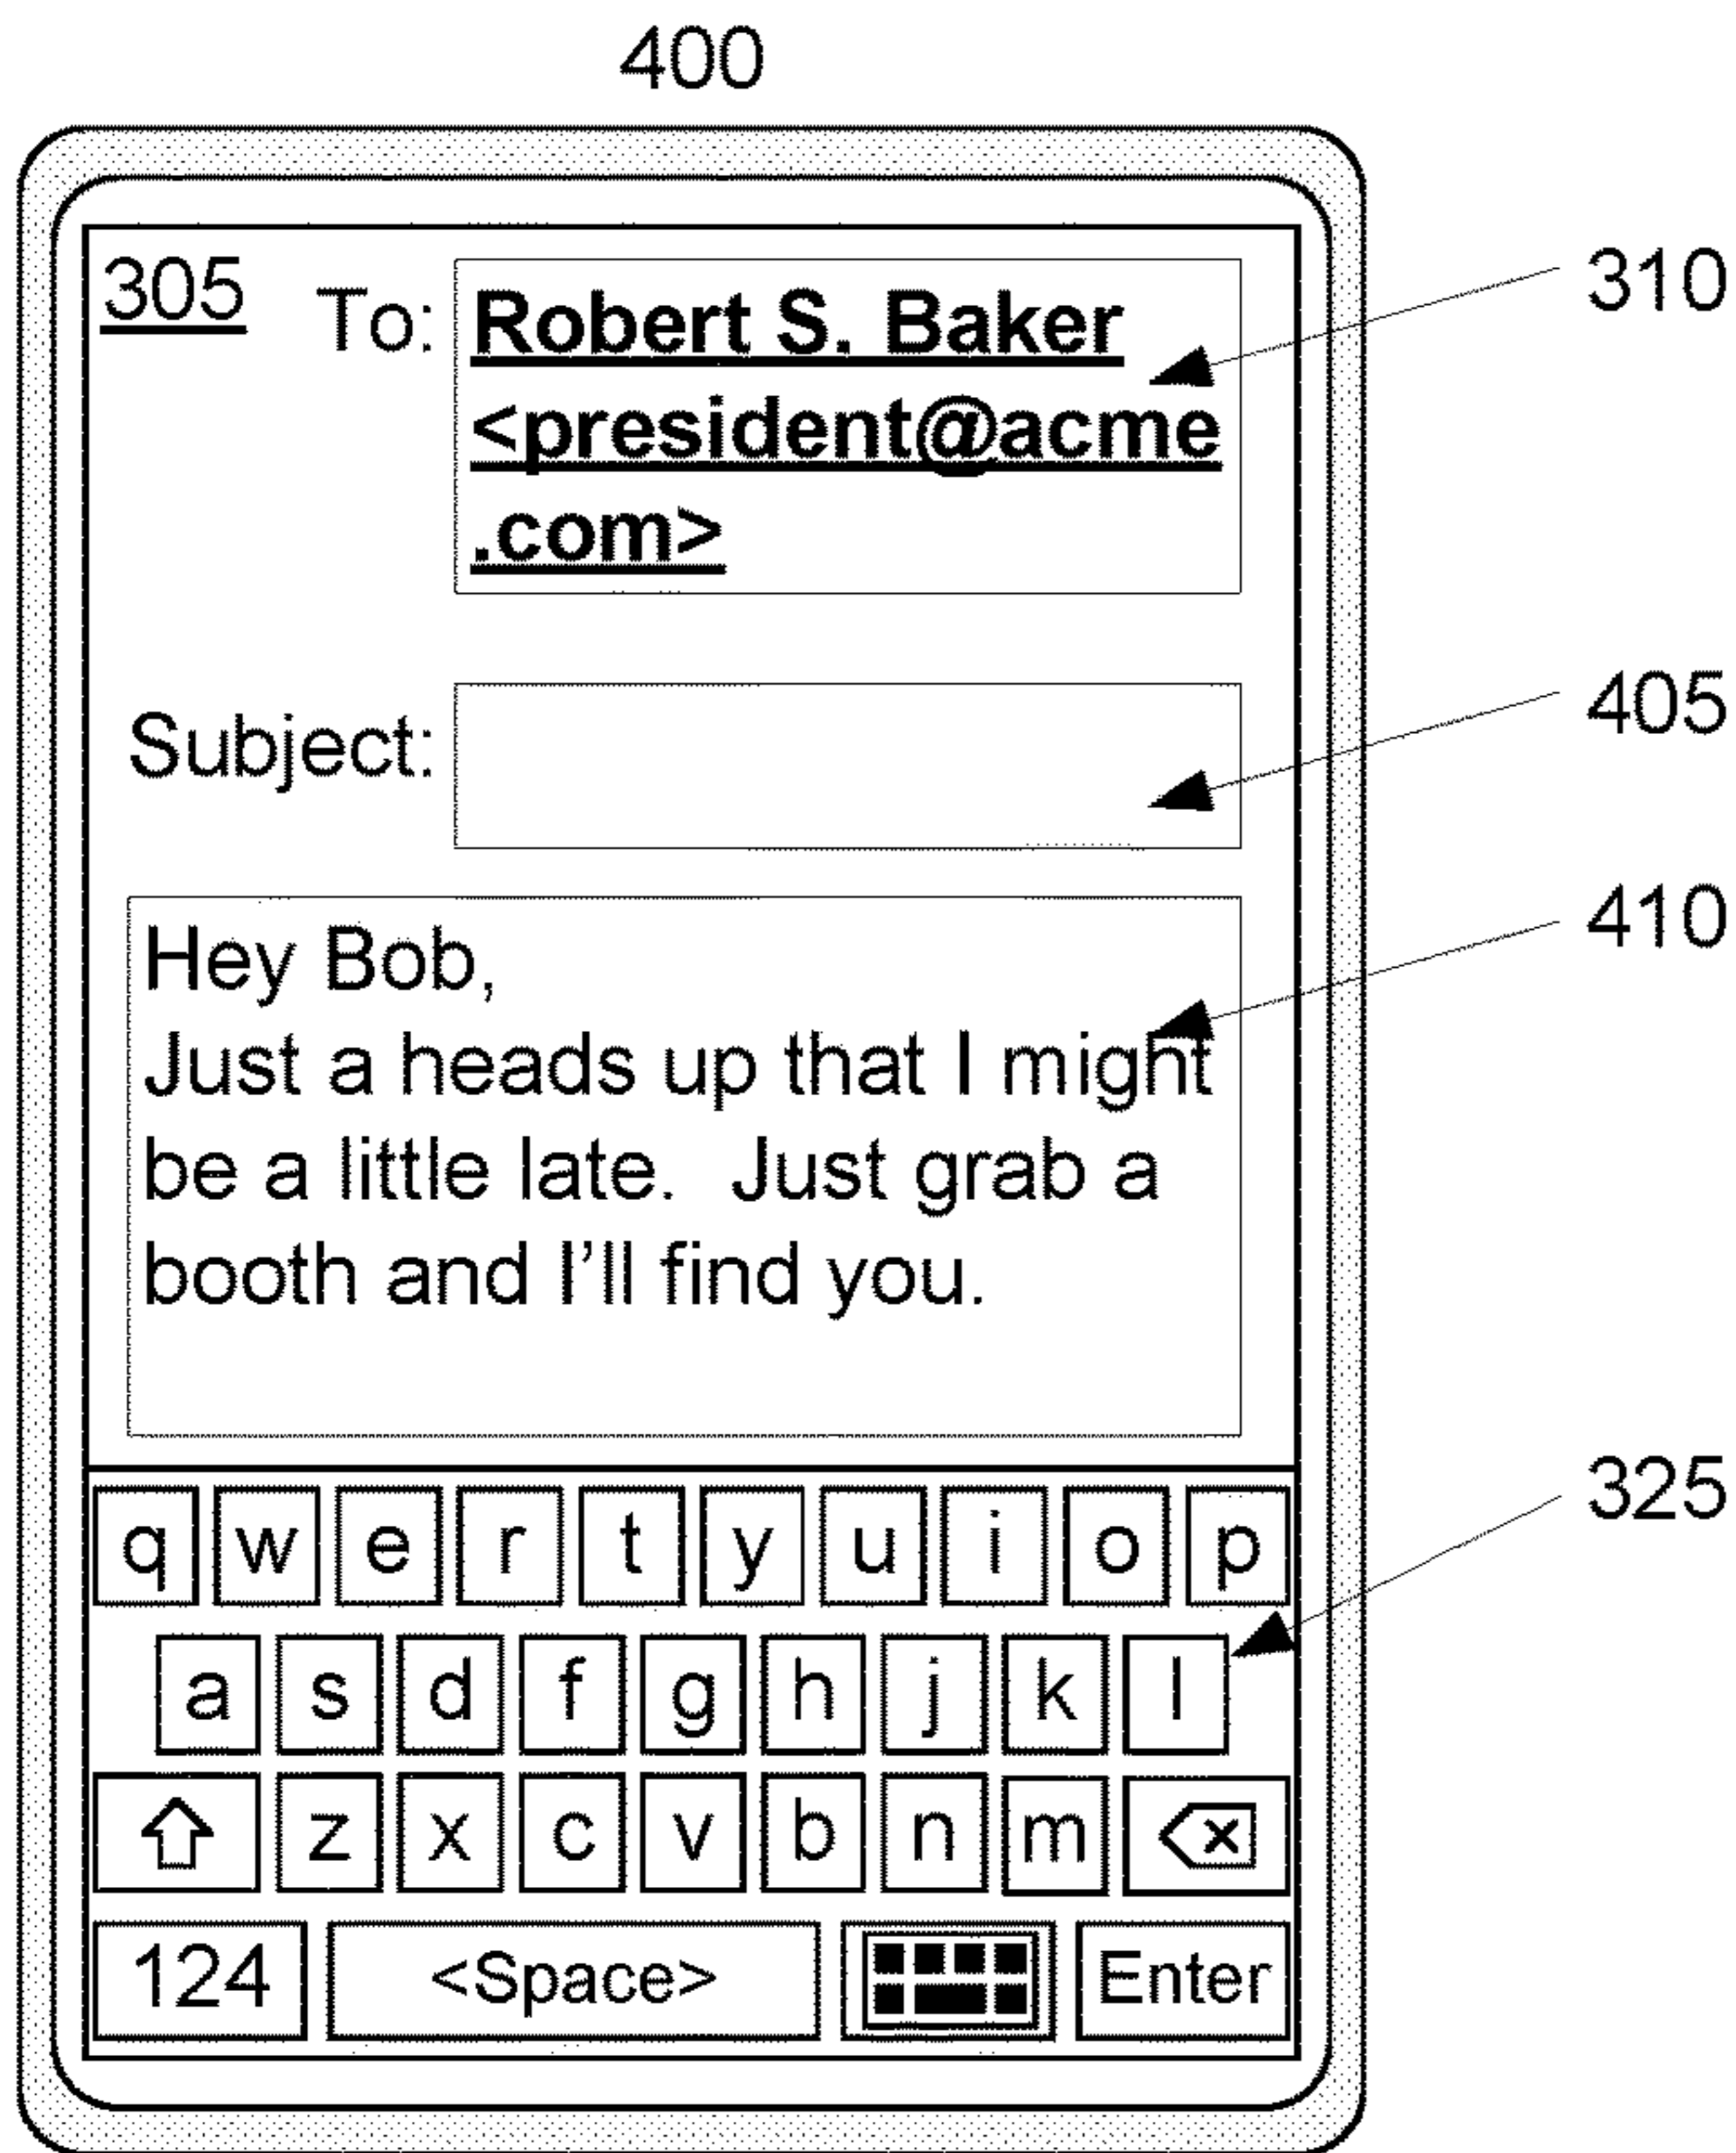 400
305 To: Robert S. Baker
<president@acme
.com>
310
Subject:
405
410
Hey Bob,
Just a heads up that I might
be a little late.  Just grab a
booth and I'll find you.
325
q w e r t y u i o p
a s d f g h j k l
z x c v b n m
124 <Space> Enter